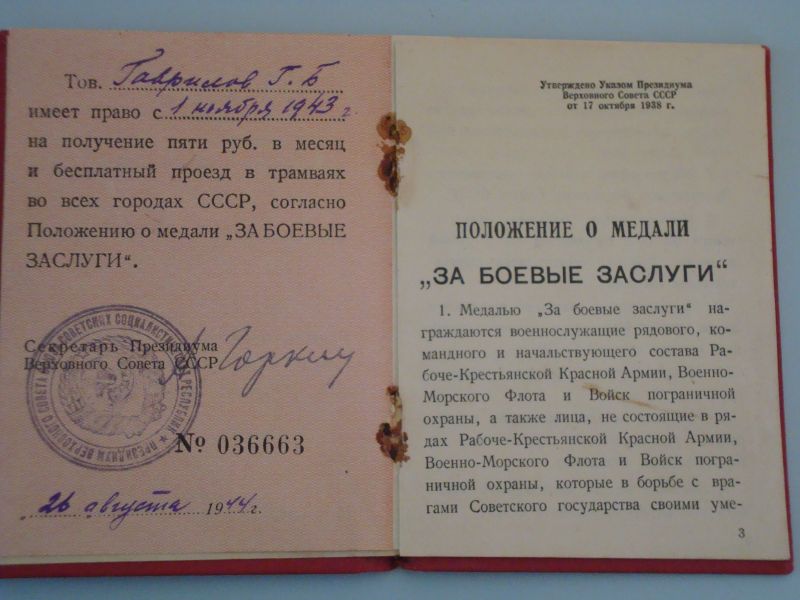 Тов. Гаврилов Г. Б
имеет право с 1 ноября 1943 г.
на получение пяти руб. в месяц
и бесплатный проезд в трамваях
во всех городах СССР, согласно
Положению о медали „ЗА БОЕВЫЕ
ЗАСЛУГИ“.
Секретарь Президиума
Верховного Совета СССР Горкин
№ 036663
26 августа 1944 г.
Утверждено Указом Президиума
Верховного Совета СССР
от 17 октября 1938 г.
ПОЛОЖЕНИЕ О МЕДАЛИ
„ЗА БОЕВЫЕ ЗАСЛУГИ“
1. Медалью „За боевые заслуги“ на-
граждаются военнослужащие рядового, ко-
мандного и начальствующего состава Ра-
боче-Крестьянской Красной Армии, Военно-
Морского Флота и Войск пограничной
охраны, а также лица, не состоящие в ря-
дах Рабоче-Крестьянской Красной Армии,
Военно-Морского Флота и Войск погра-
ничной охраны, которые в борьбе с вра-
гами Советского государства своими уме-
3